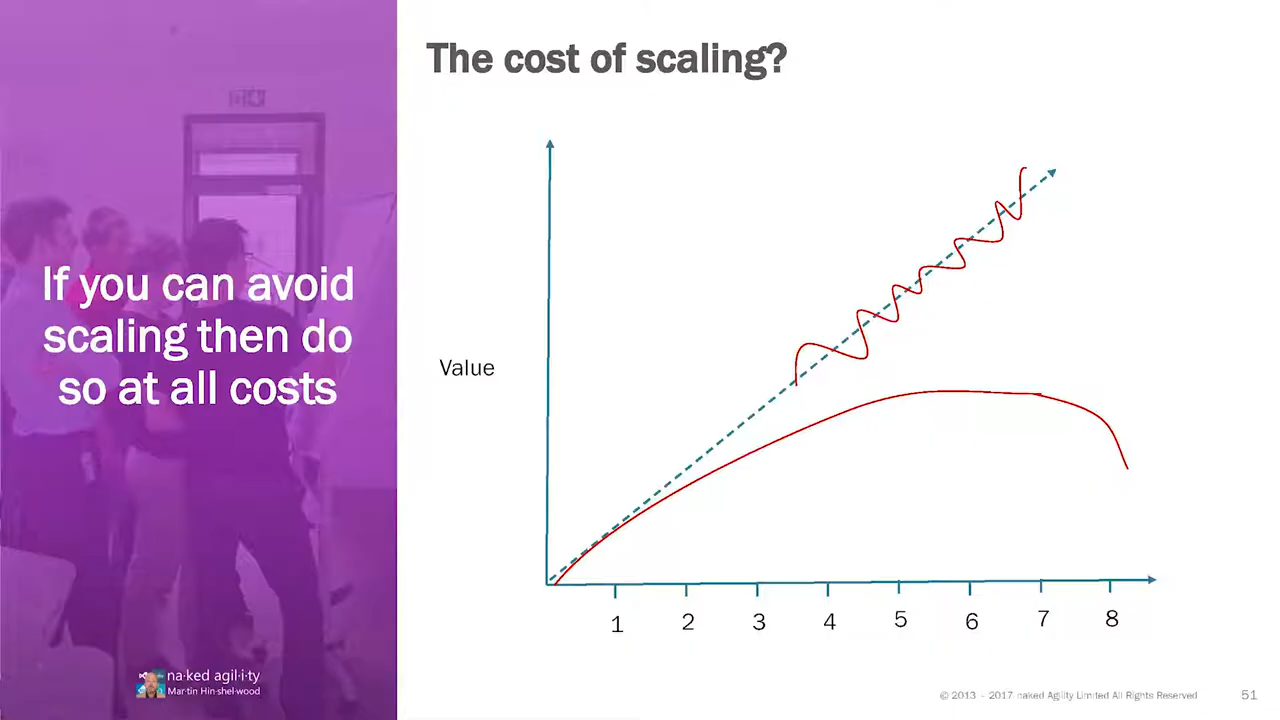 The cost of scaling?
If you can avoid
scaling then do
so at all costs
Value
1 2 3 4 5 6 7 8
na·ked agil·i·ty
Mar·tin Hin·shel·wood
© 2013 – 2017 naked Agility Limited All Rights Reserved
51